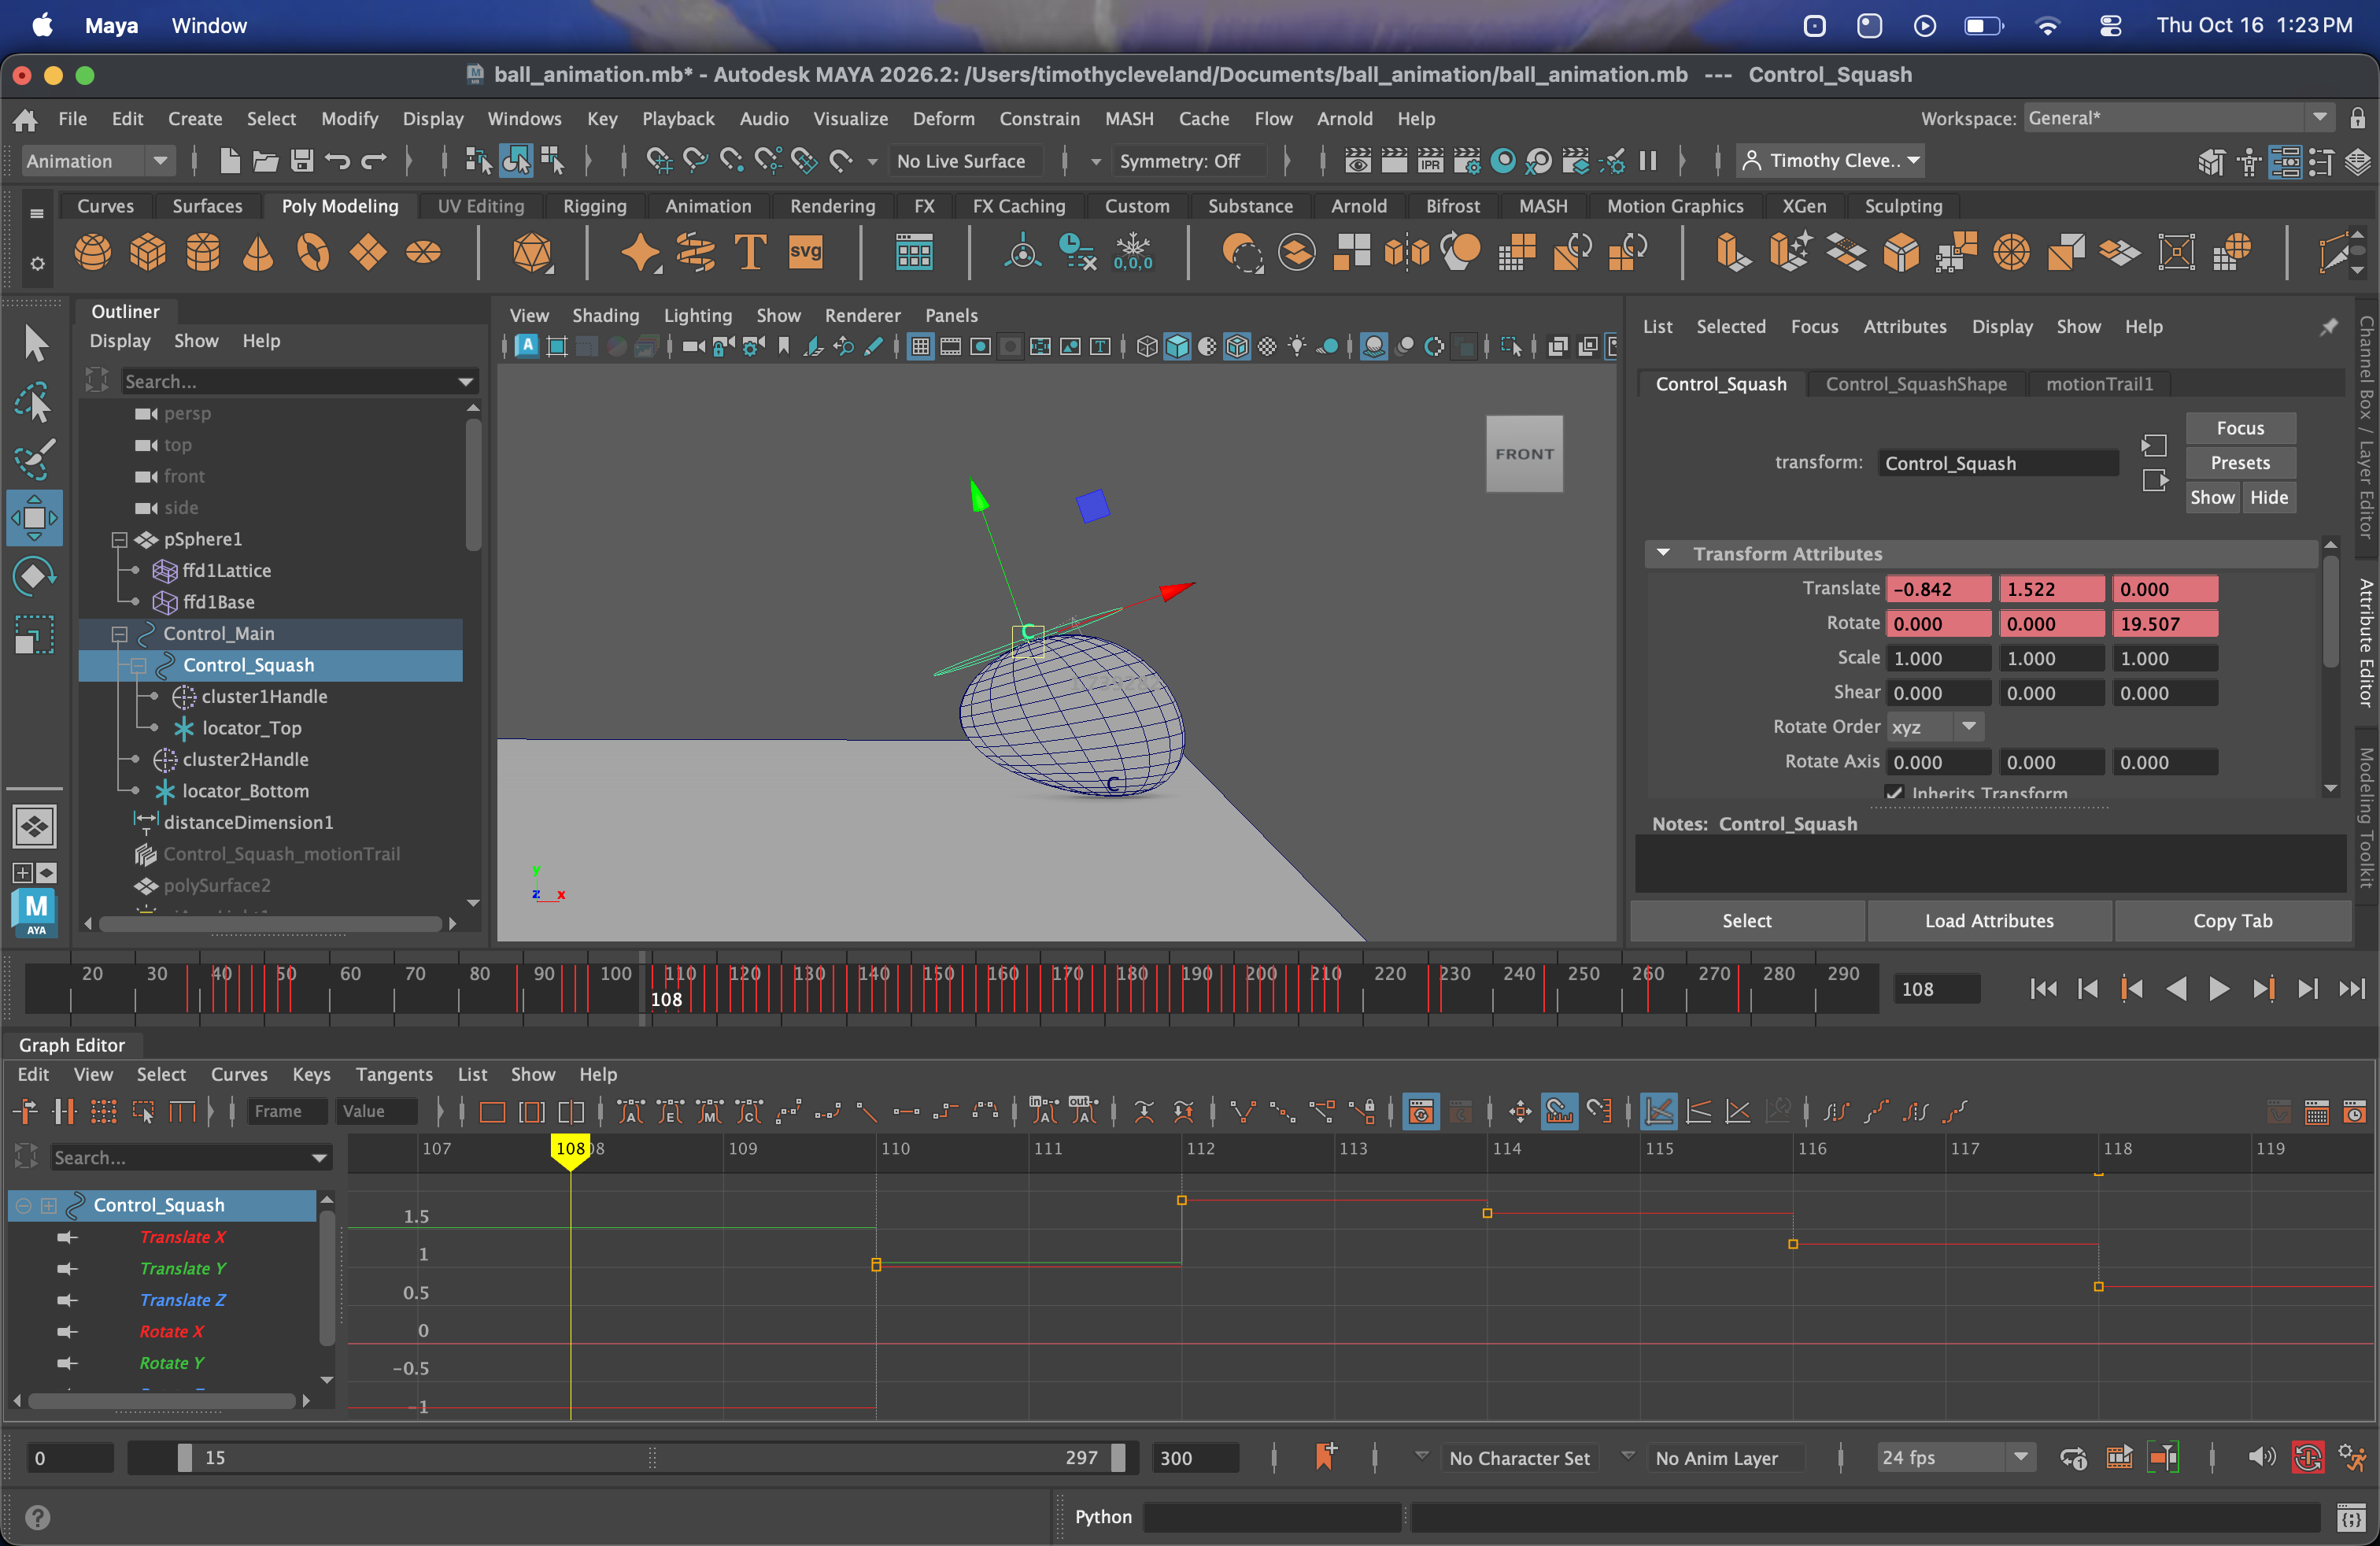 Maya Window
Thu Oct 16 1:23 PM
ball_animation.mb* - Autodesk MAYA 2026.2: /Users/timothycleveland/Documents/ball_animation/ball_animation.mb --- Control_Squash
File Edit Create Select Modify Display Windows Key Playback Audio Visualize Deform Constrain MASH Cache Flow Arnold Help
Workspace: General*
Animation
No Live Surface
Symmetry: Off
IPR
Timothy Cleve..
Curves Surfaces Poly Modeling UV Editing Rigging Animation Rendering FX FX Caching Custom Substance Arnold Bifrost MASH Motion Graphics XGen Sculpting
T
svg
0,0,0
Outliner
Display Show Help
Search...
persp
top
front
side
pSphere1
ffd1Lattice
ffd1Base
Control_Main
Control_Squash
cluster1Handle
locator_Top
cluster2Handle
locator_Bottom
distanceDimension1
Control_Squash_motionTrail
polySurface2
M
AYA
View Shading Lighting Show Renderer Panels
FRONT
C
C
y
z x
List Selected Focus Attributes Display Show Help
Control_Squash Control_SquashShape motionTrail1
transform: Control_Squash
Focus
Presets
Show Hide
Transform Attributes
Translate -0.842 1.522 0.000
Rotate 0.000 0.000 19.507
Scale 1.000 1.000 1.000
Shear 0.000 0.000 0.000
Rotate Order xyz
Rotate Axis 0.000 0.000 0.000
Inherits Transform
Notes: Control_Squash
Select Load Attributes Copy Tab
Channel Box / Layer Editor
Attribute Editor
Modeling Toolkit
20 30 40 50 60 70 80 90 100 110 120 130 140 150 160 170 180 190 200 210 220 230 240 250 260 270 280 290
108
108
Graph Editor
Edit View Select Curves Keys Tangents List Show Help
Frame Value
Search...
Control_Squash
Translate X
Translate Y
Translate Z
Rotate X
Rotate Y
107 108 109 110 111 112 113 114 115 116 117 118 119
1.5
1
0.5
0
-0.5
-1
0
15
297
300
No Character Set
No Anim Layer
24 fps
Python